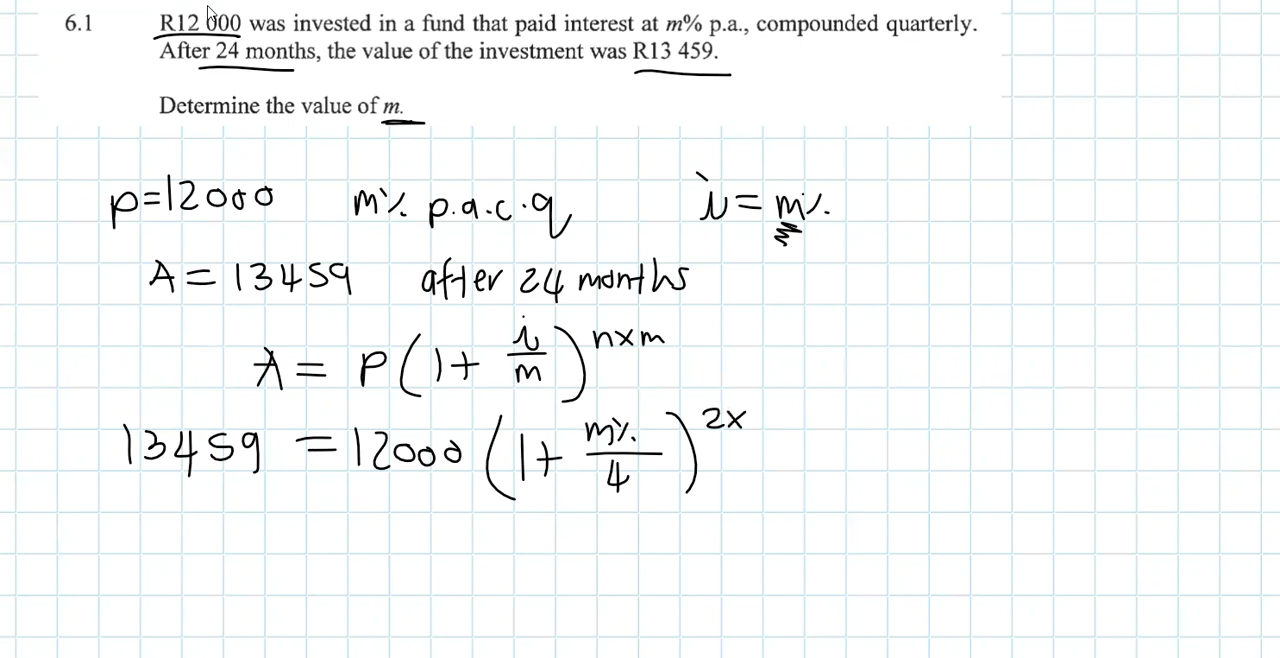 6.1 R12 000 was invested in a fund that paid interest at m% p.a., compounded quarterly.
After 24 months, the value of the investment was R13 459.
Determine the value of m.
p=12000 m% p.a.c.q i = m%
A = 13459 after 24 months
A = P(1+ i/m)^n×m
13459 = 12000(1+ m%/4)^2×